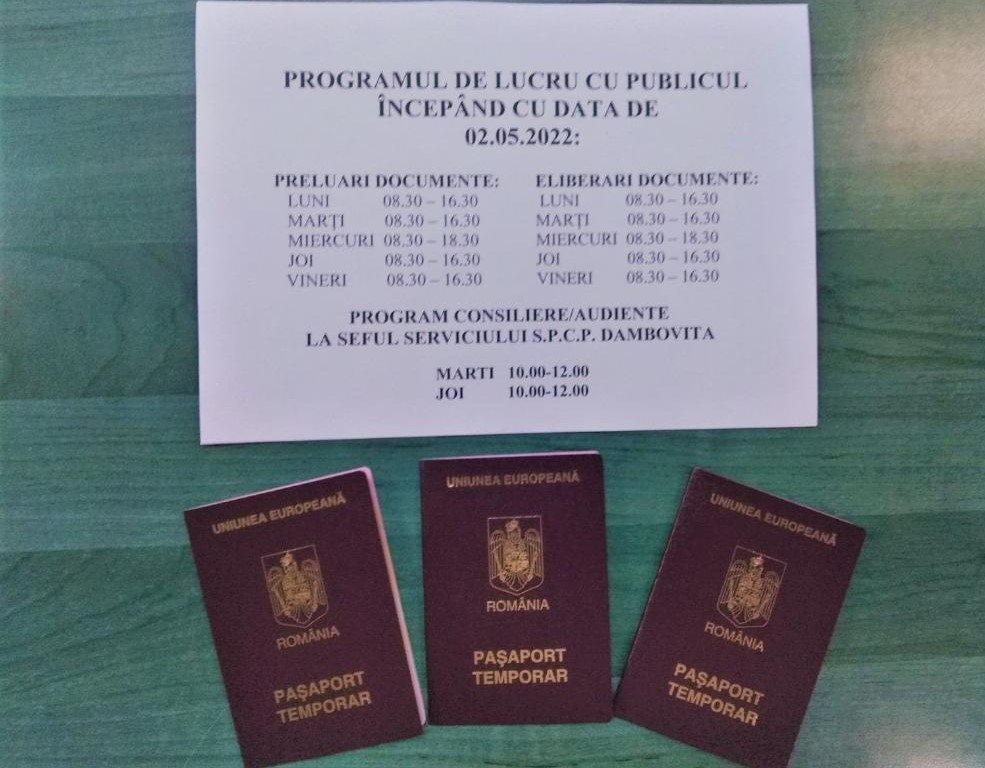 PROGRAMUL DE LUCRU CU PUBLICUL
ÎNCEPÂND CU DATA DE
02.05.2022:
PRELUARI DOCUMENTE:
LUNI 08.30 – 16.30
MARȚI 08.30 – 16.30
MIERCURI 08.30 – 18.30
JOI 08.30 – 16.30
VINERI 08.30 – 16.30
ELIBERARI DOCUMENTE:
LUNI 08.30 – 16.30
MARȚI 08.30 – 16.30
MIERCURI 08.30 – 18.30
JOI 08.30 – 16.30
VINERI 08.30 – 16.30
PROGRAM CONSILIERE/AUDIENTE
LA SEFUL SERVICIULUI S.P.C.P. DAMBOVITA
MARTI 10.00-12.00
JOI 10.00-12.00
UNIUNEA EUROPEANĂ
ROMÂNIA
PAȘAPORT
TEMPORAR
UNIUNEA EUROPEANĂ
ROMÂNIA
PAȘAPORT
TEMPORAR
UNIUNEA EUROPEANĂ
ROMÂNIA
PAȘAPORT
TEMPORAR